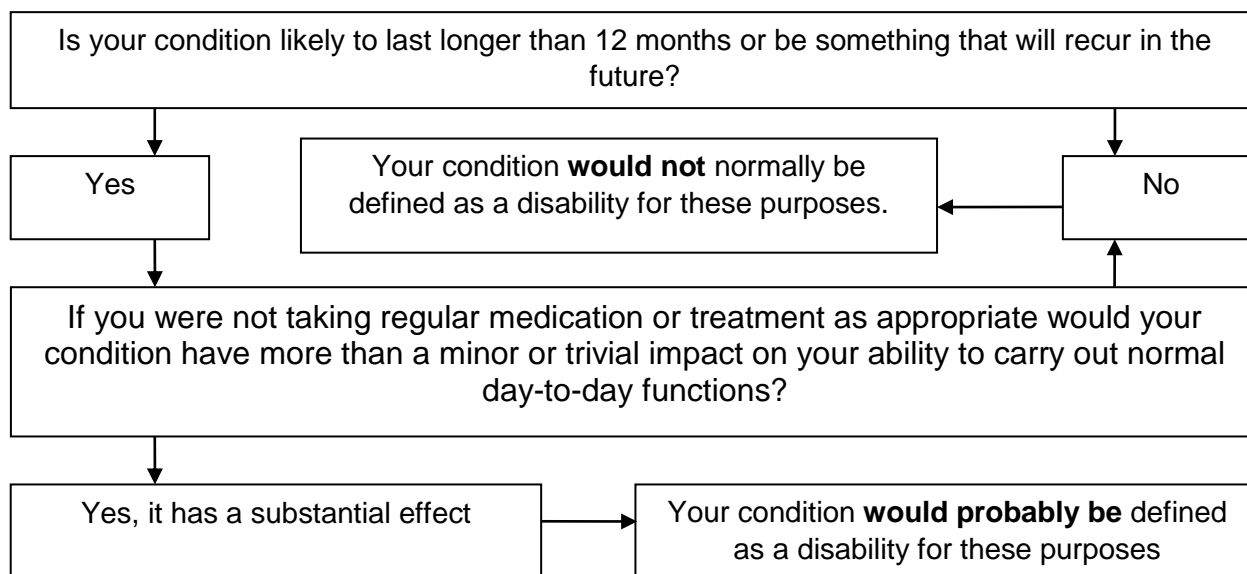 Is your condition likely to last longer than 12 months or be something that will recur in the
future?
Yes
Your condition would not normally be
defined as a disability for these purposes.
No
If you were not taking regular medication or treatment as appropriate would your
condition have more than a minor or trivial impact on your ability to carry out normal
day-to-day functions?
Yes, it has a substantial effect
Your condition would probably be defined
as a disability for these purposes